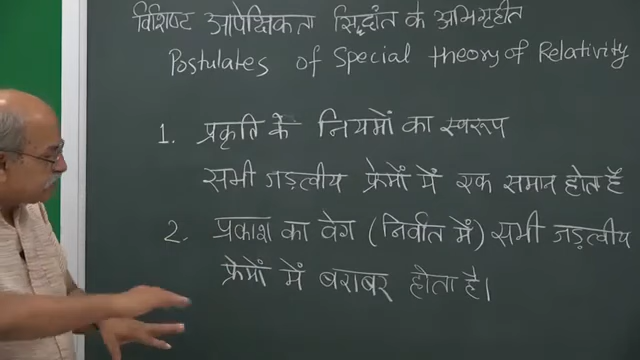 विशिष्ट आपेक्षिकता सिद्धांत के अभिगृहीत
Postulates of Special theory of Relativity
1. प्रकृति के नियमों का स्वरूप
सभी जड़त्वीय फ्रेमों में एक समान होता है
2. प्रकाश का वेग (निर्वात में) सभी जड़त्वीय
फ्रेमों में बराबर होता है।